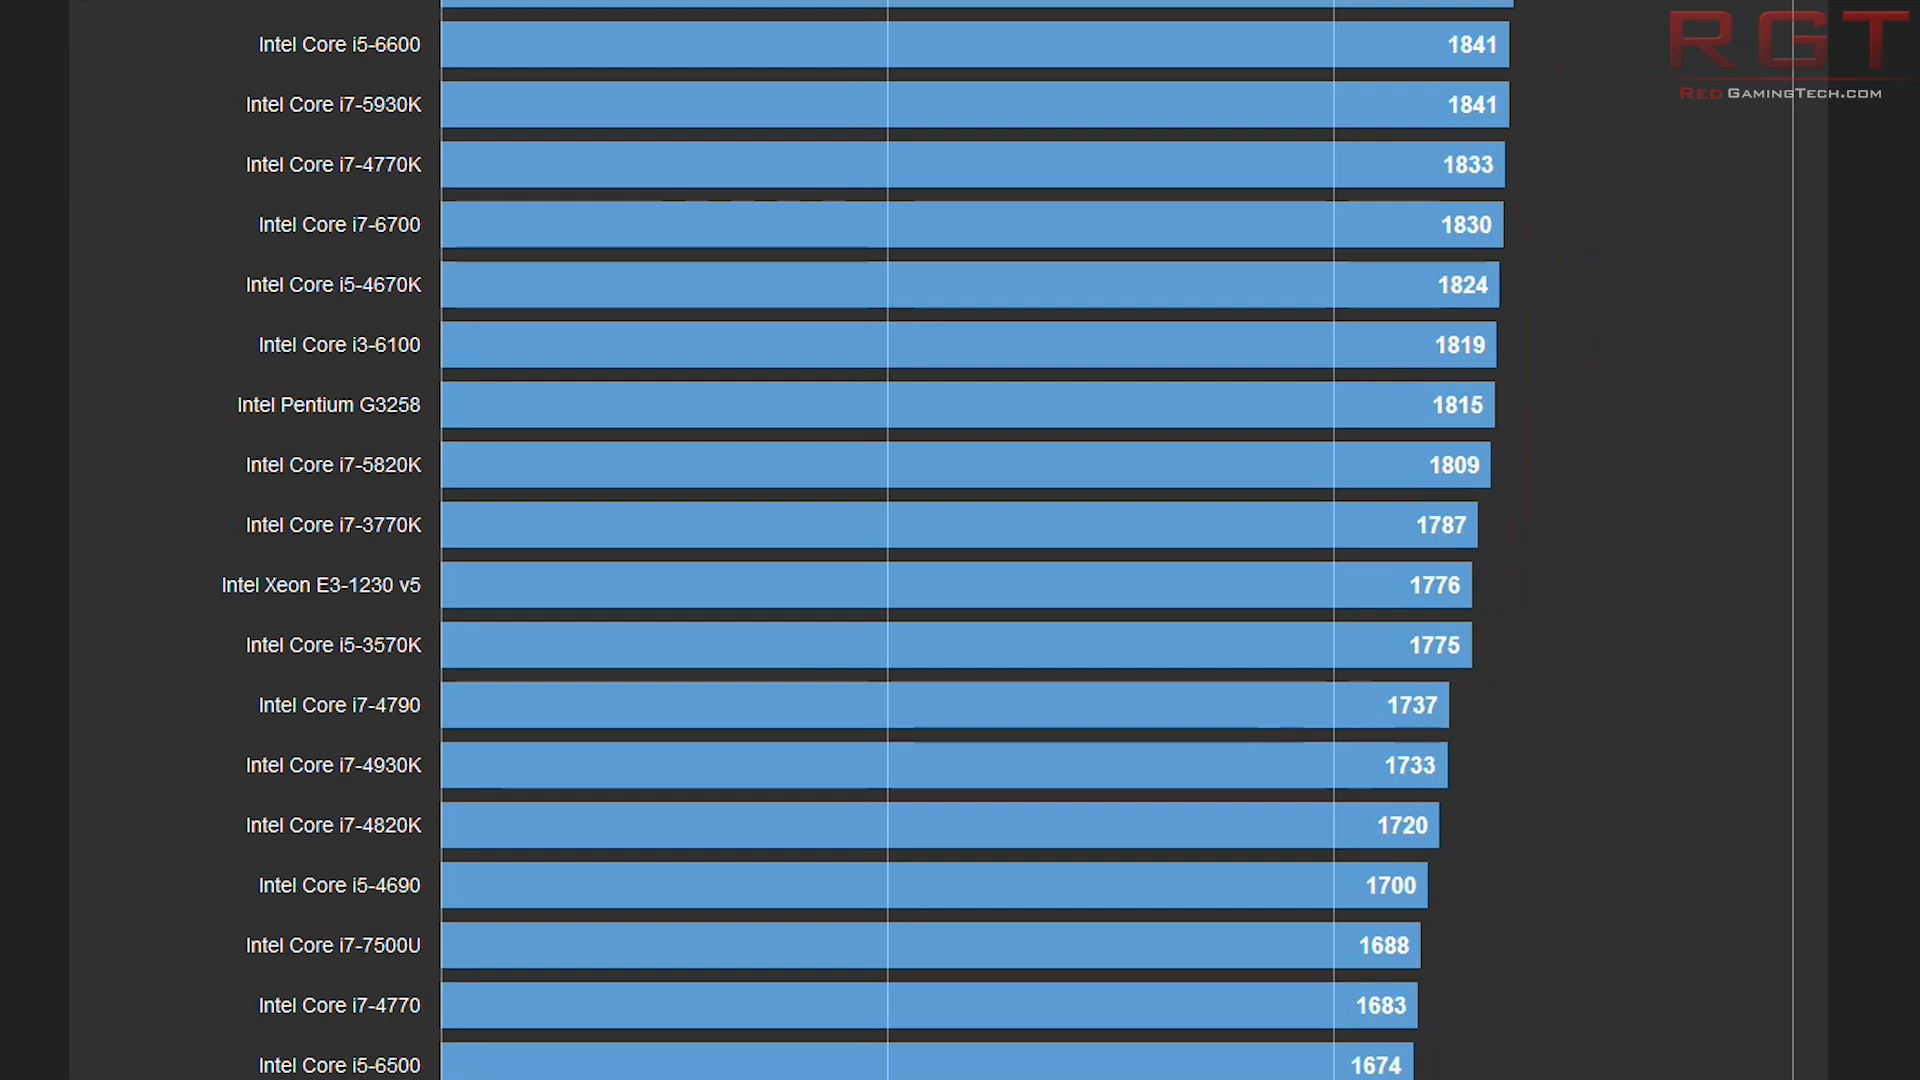 RGT
RedGamingTech.com
Intel Core i5-6600 1841
Intel Core i7-5930K 1841
Intel Core i7-4770K 1833
Intel Core i7-6700 1830
Intel Core i5-4670K 1824
Intel Core i3-6100 1819
Intel Pentium G3258 1815
Intel Core i7-5820K 1809
Intel Core i7-3770K 1787
Intel Xeon E3-1230 v5 1776
Intel Core i5-3570K 1775
Intel Core i7-4790 1737
Intel Core i7-4930K 1733
Intel Core i7-4820K 1720
Intel Core i5-4690 1700
Intel Core i7-7500U 1688
Intel Core i7-4770 1683
Intel Core i5-6500 1674